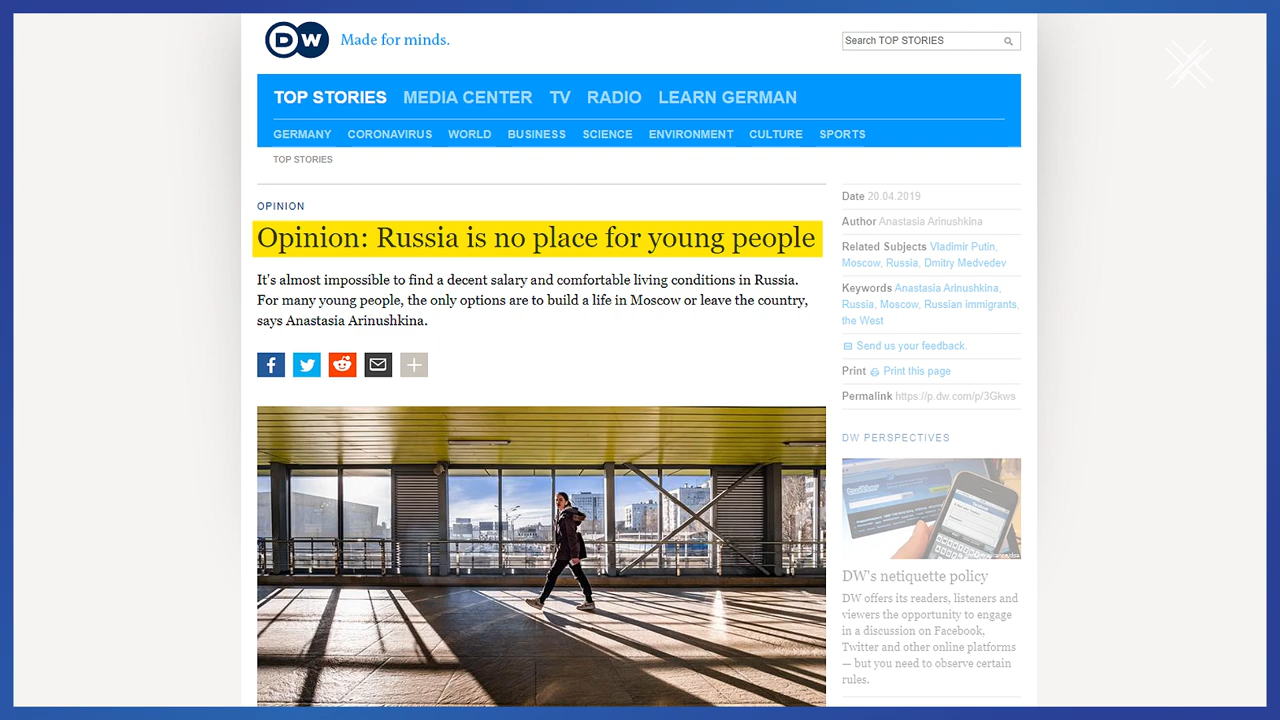 DW Made for minds.
Search TOP STORIES
TOP STORIES MEDIA CENTER TV RADIO LEARN GERMAN
GERMANY CORONAVIRUS WORLD BUSINESS SCIENCE ENVIRONMENT CULTURE SPORTS
TOP STORIES
OPINION
Opinion: Russia is no place for young people
It's almost impossible to find a decent salary and comfortable living conditions in Russia.
For many young people, the only options are to build a life in Moscow or leave the country,
says Anastasia Arinushkina.
Date 20.04.2019
Author Anastasia Arinushkina
Related Subjects Vladimir Putin,
Moscow, Russia, Dmitry Medvedev
Keywords Anastasia Arinushkina,
Russia, Moscow, Russian immigrants,
the West
Send us your feedback.
Print Print this page
Permalink https://p.dw.com/p/3Gkws
DW PERSPECTIVES
twitter
DW's netiquette policy
DW offers its readers, listeners and
viewers the opportunity to engage
in a discussion on Facebook,
Twitter and other online platforms
— but you need to observe certain
rules.